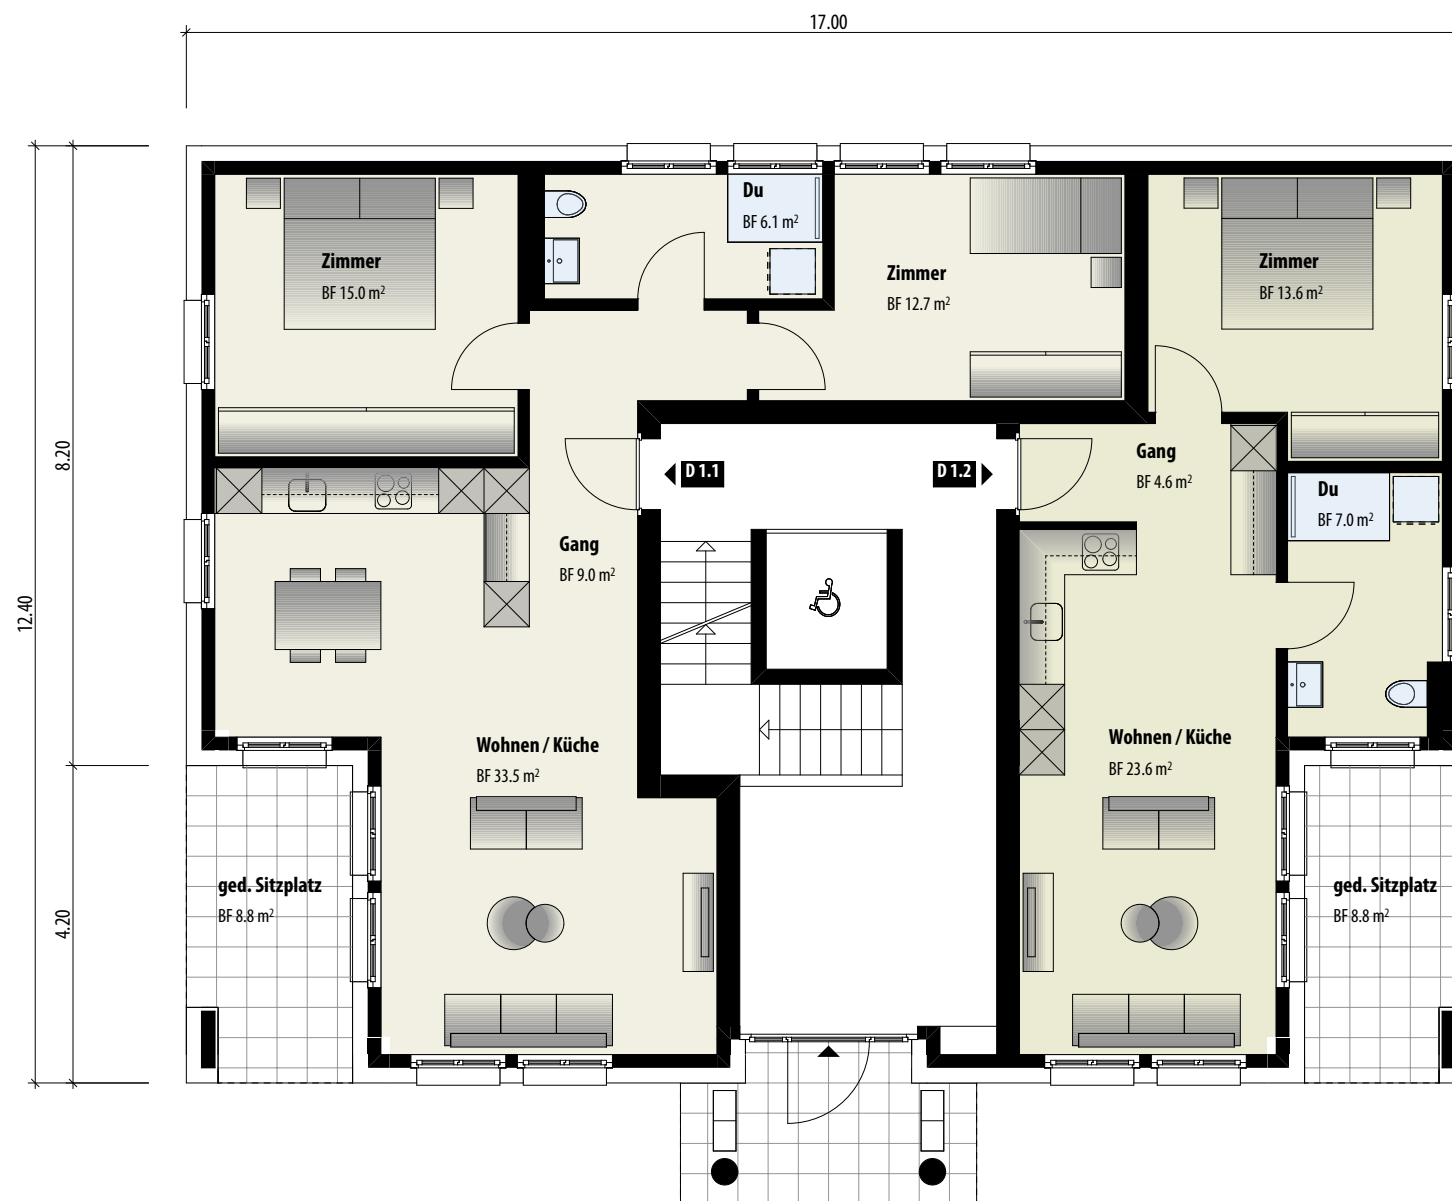 17.00
Du
BF 6.1 m²
Zimmer
BF 15.0 m²
Zimmer
BF 12.7 m²
Zimmer
BF 13.6 m²
8.20
12.40
4.20
D 1.1
D 1.2
Gang
BF 4.6 m²
Du
BF 7.0 m²
Gang
BF 9.0 m²
Wohnen / Küche
BF 33.5 m²
Wohnen / Küche
BF 23.6 m²
ged. Sitzplatz
BF 8.8 m²
ged. Sitzplatz
BF 8.8 m²